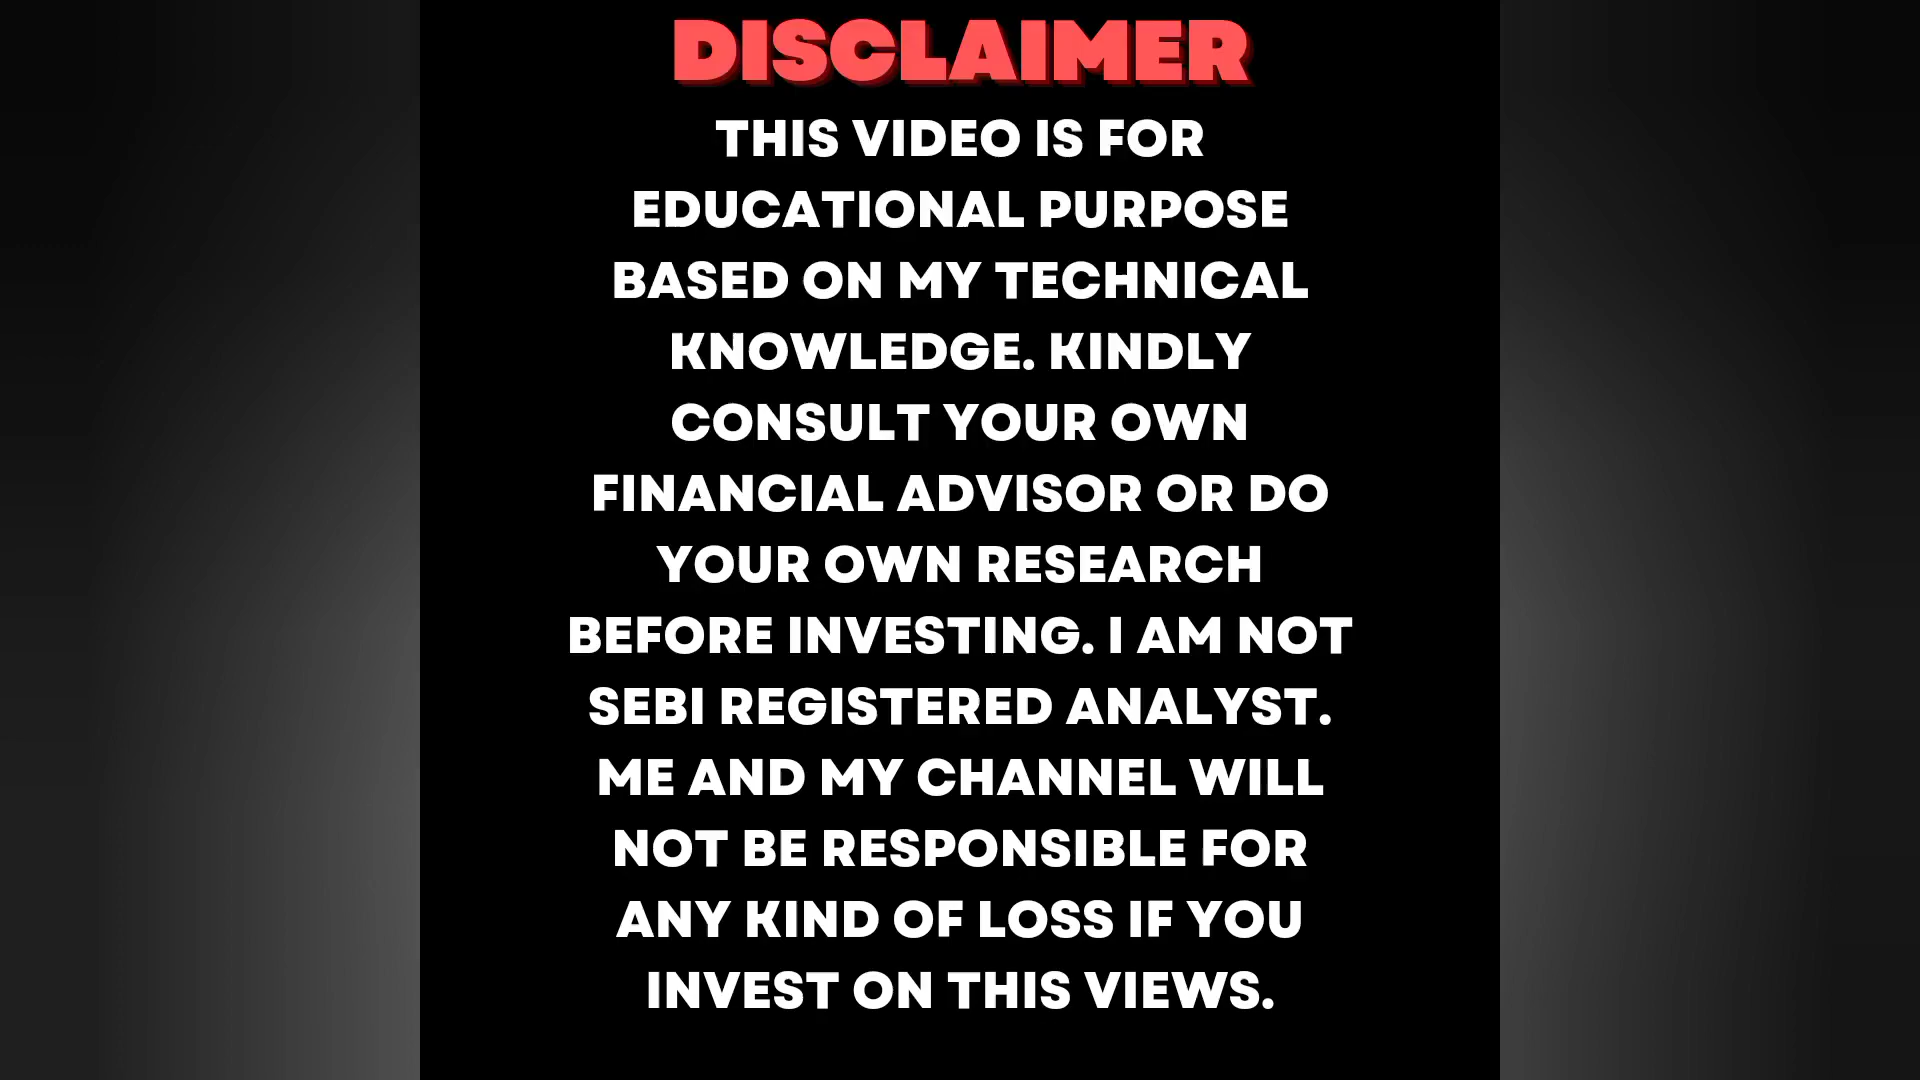 DISCLAIMER
THIS VIDEO IS FOR
EDUCATIONAL PURPOSE
BASED ON MY TECHNICAL
KNOWLEDGE. KINDLY
CONSULT YOUR OWN
FINANCIAL ADVISOR OR DO
YOUR OWN RESEARCH
BEFORE INVESTING. I AM NOT
SEBI REGISTERED ANALYST.
ME AND MY CHANNEL WILL
NOT BE RESPONSIBLE FOR
ANY KIND OF LOSS IF YOU
INVEST ON THIS VIEWS.